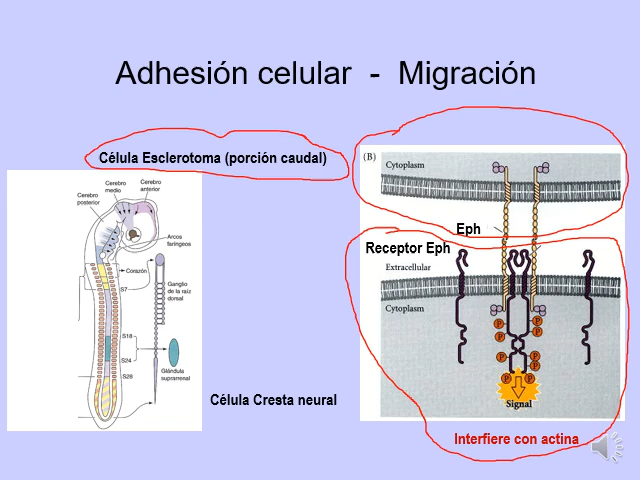 Adhesión celular - Migración
Célula Esclerotoma (porción caudal)
(B)
Cytoplasm
Eph
Receptor Eph
Extracellular
Cytoplasm
P
P
P
P
P
P
P
P
Signal
Interfiere con actina
Cerebro
posterior
Cerebro
medio
Cerebro
anterior
Arcos
faríngeos
Corazón
S7
Ganglio
de la raíz
dorsal
S18
S24
Glándula
suprarrenal
S28
Célula Cresta neural